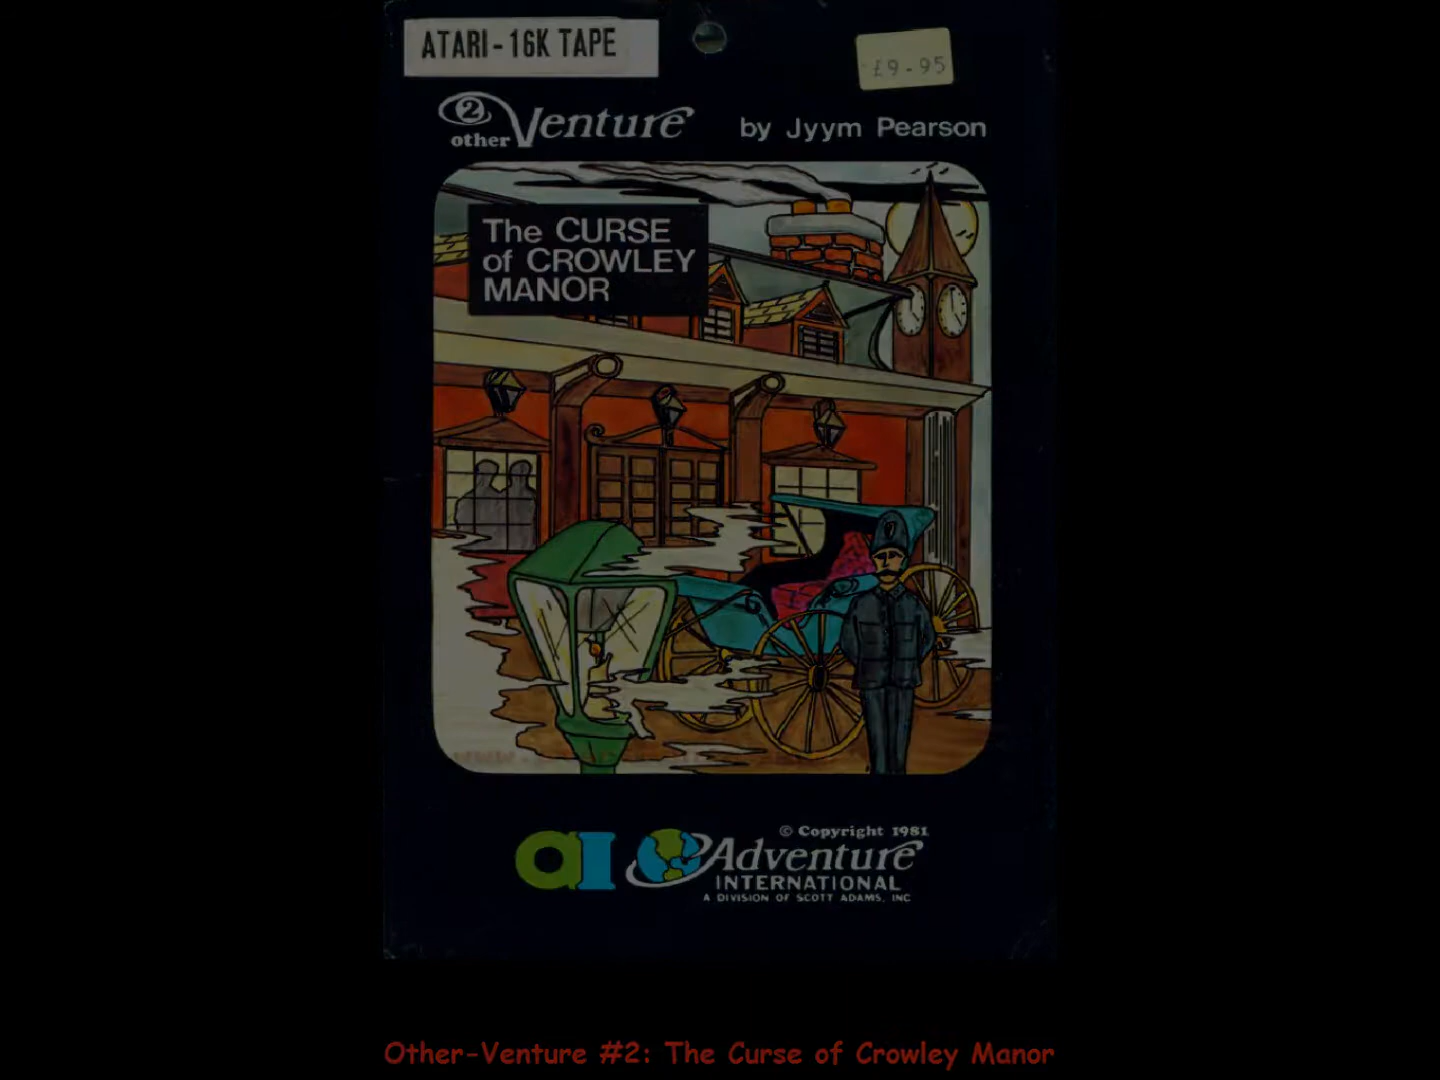 ATARI-16K TAPE
£9-95
2
other Venture
by Jyym Pearson
The CURSE
of CROWLEY
MANOR
© Copyright 1981
aI Adventure
INTERNATIONAL
A DIVISION OF SCOTT ADAMS, INC
Other-Venture #2: The Curse of Crowley Manor